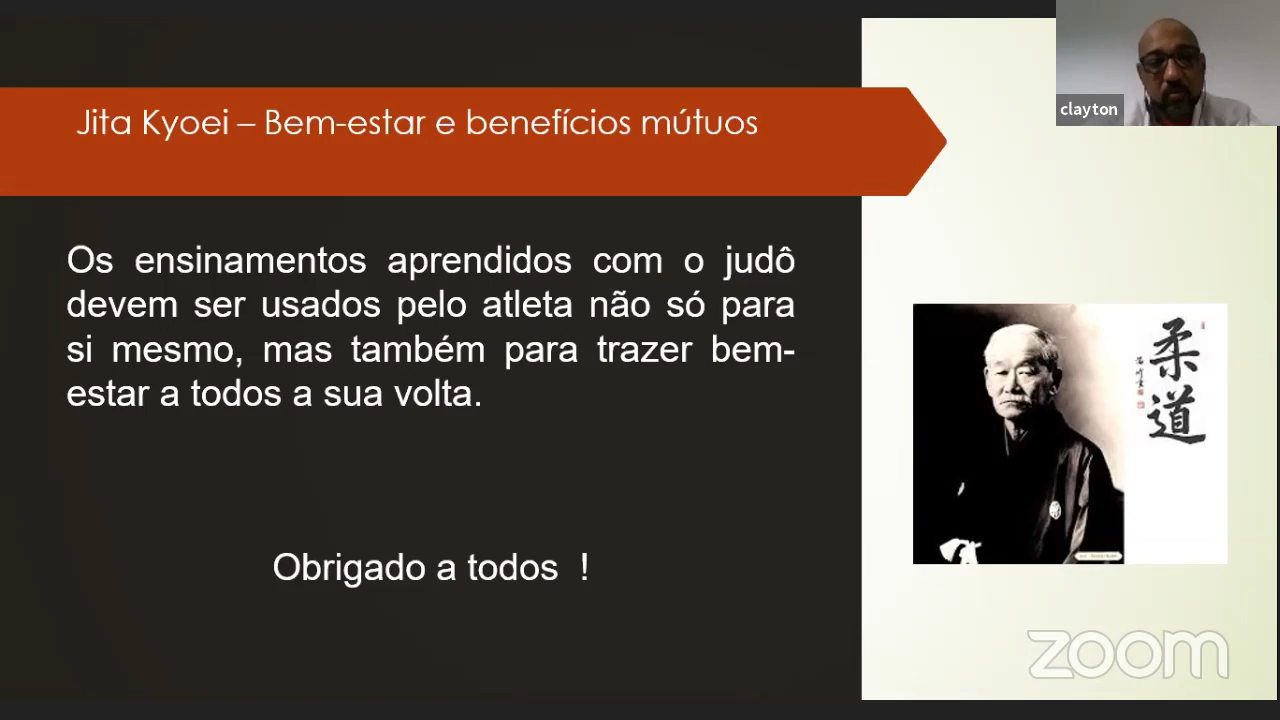 clayton
Jita Kyoei – Bem-estar e benefícios mútuos
Os ensinamentos aprendidos com o judô
devem ser usados pelo atleta não só para
si mesmo, mas também para trazer bem-
estar a todos a sua volta.
柔道
Obrigado a todos !
zoom